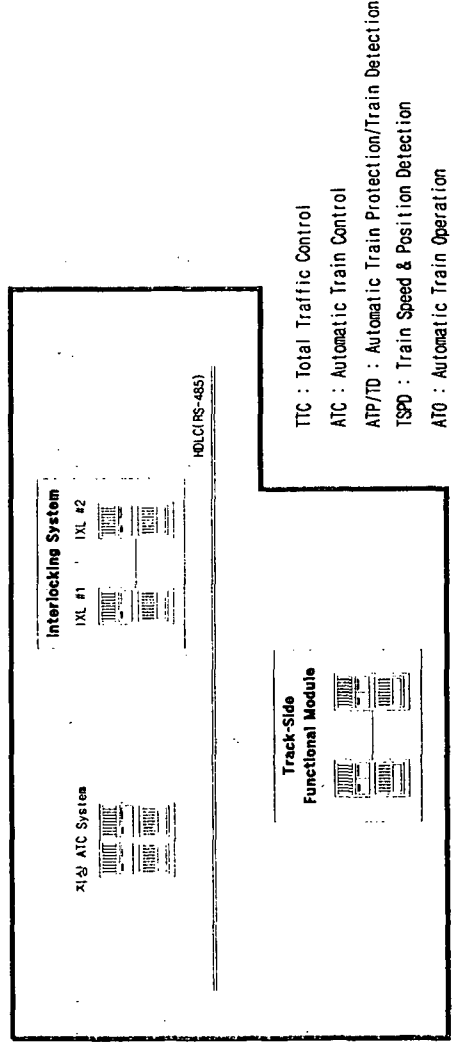 지상 ATC System
Interlocking System
IXL #1
IXL #2
HDLC(RS-485)
Track-Side
Functional Module
TTC : Total Traffic Control
ATC : Automatic Train Control
ATP/TD : Automatic Train Protection/Train Detection
TSPD : Train Speed & Position Detection
ATO : Automatic Train Operation